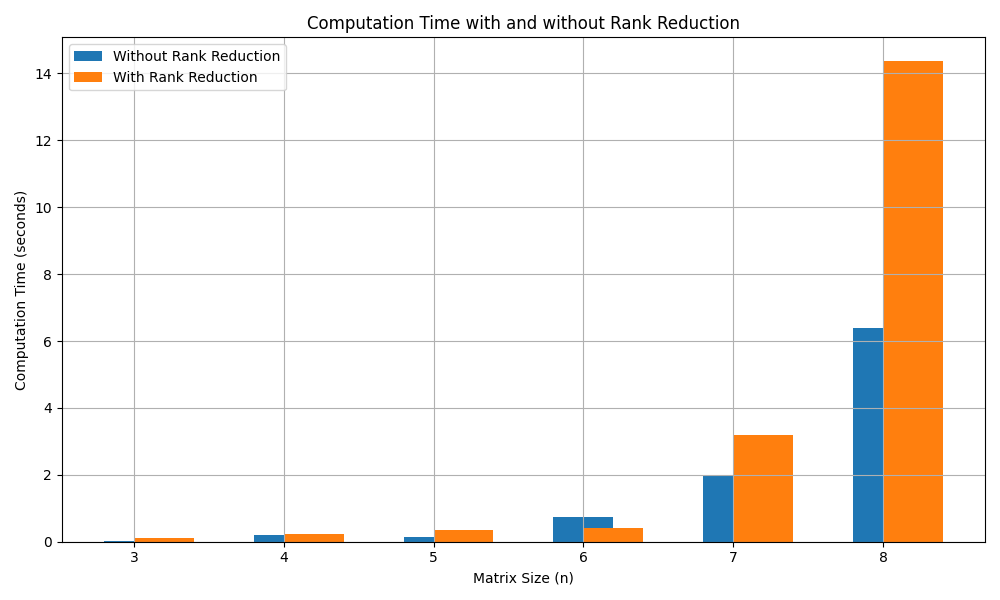 Computation Time with and without Rank Reduction
Without Rank Reduction
With Rank Reduction
Computation Time (seconds)
14
12
10
8
6
4
2
0
3 4 5 6 7 8
Matrix Size (n)